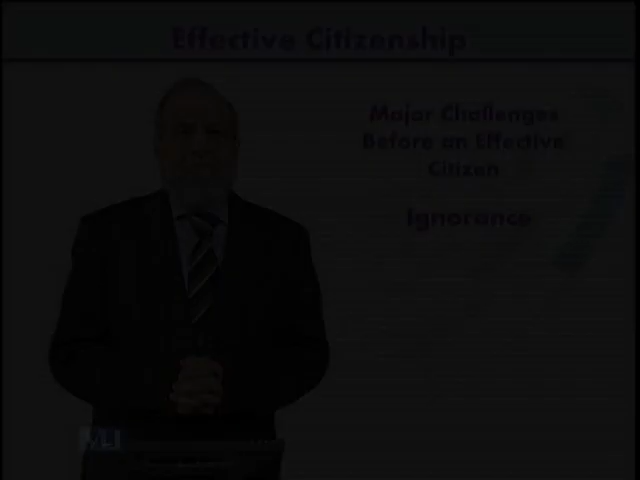 Effective Citizenship
Major Challenges
Before an Effective
Citizen
Ignorance